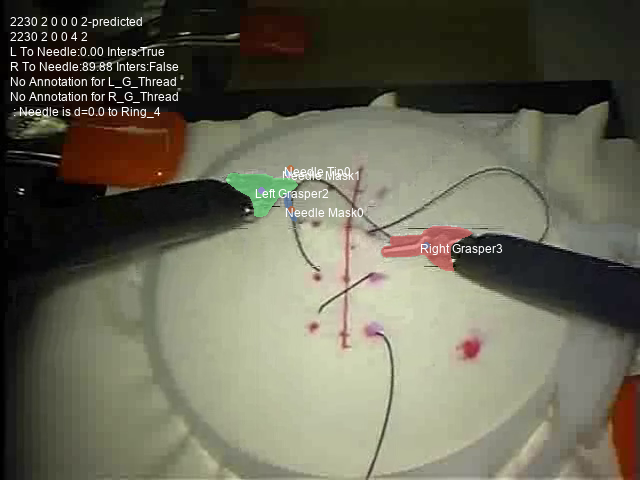 2230 2 0 0 0 2-predicted
2230 2 0 0 4 2
L To Needle:0.00 Inters:True
R To Needle:89.88 Inters:False
No Annotation for L_G_Thread
No Annotation for R_G_Thread
: Needle is d=0.0 to Ring_4
Needle Tip0
Needle Mask1
Left Grasper2
Needle Mask0
Right Grasper3